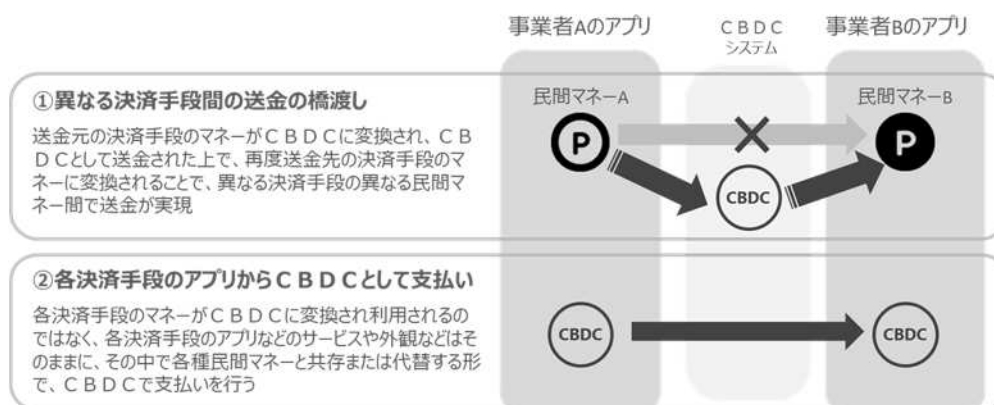 事業者Aのアプリ
ＣＢＤＣ
システム
事業者Bのアプリ
①異なる決済手段間の送金の橋渡し
送金元の決済手段のマネーがＣＢＤＣに変換され、ＣＢ
ＤＣとして送金された上で、再度送金先の決済手段のマ
ネーに変換されることで、異なる決済手段の異なる民間マ
ネー間で送金が実現
民間マネーA
P
CBDC
民間マネーB
P
②各決済手段のアプリからＣＢＤＣとして支払い
各決済手段のマネーがＣＢＤＣに変換され利用されるの
ではなく、各決済手段のアプリなどのサービスや外観などはそ
のままに、その中で各種民間マネーと共存または代替する形
で、ＣＢＤＣで支払いを行う
CBDC
CBDC